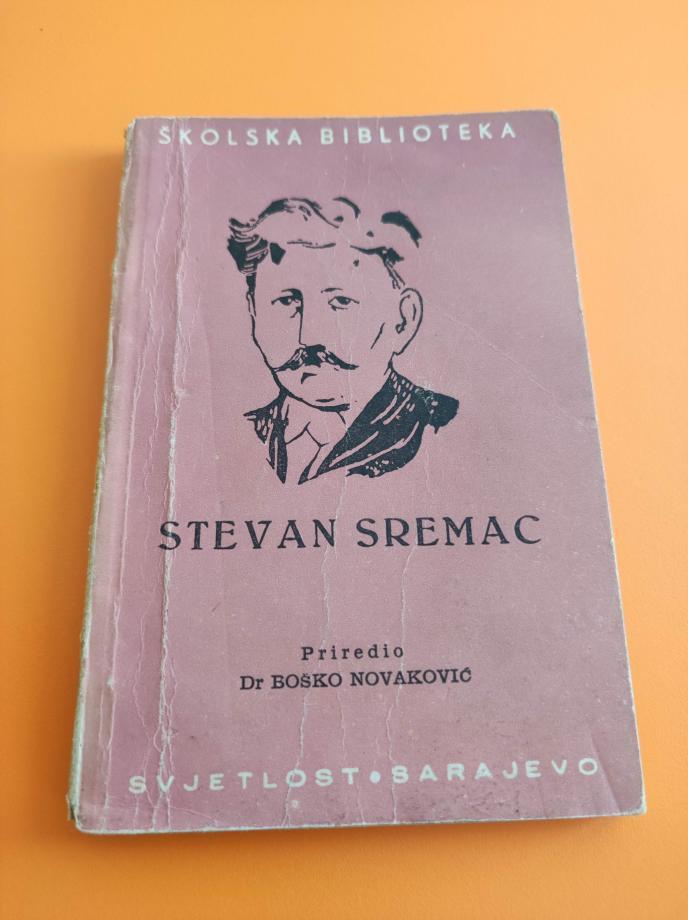 ŠKOLSKA BIBLIOTEKA
STEVAN SREMAC
Priredio
Dr BOŠKO NOVAKOVIĆ
SVJETLOST • SARAJEVO